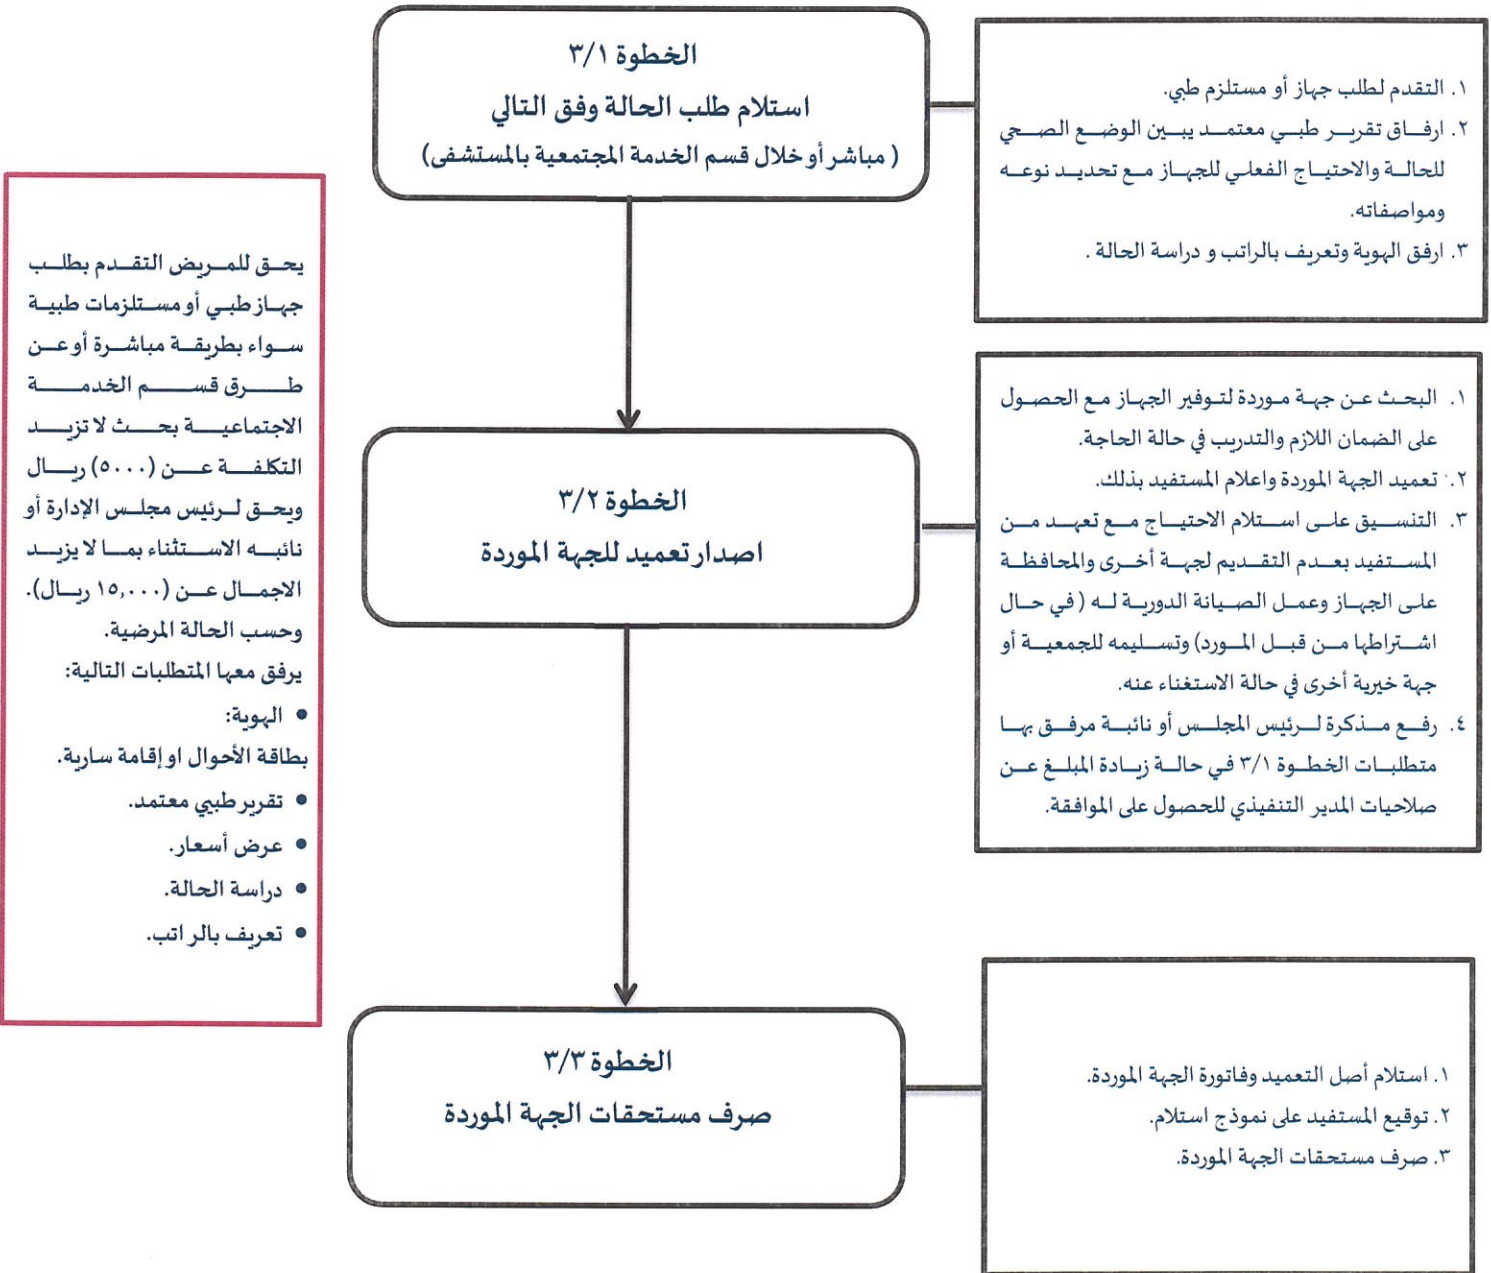 الخطوة ٣/١
استلام طلب الحالة وفق التالي
( مباشر أو خلال قسم الخدمة المجتمعية بالمستشفى)
١. التقدم لطلب جهاز أو مستلزم طبي.
٢. ارفاق تقرير طبي معتمد يبين الوضع الصحي
للحالة والاحتياج الفعلي للجهاز مع تحديد نوعه
ومواصفاته.
٣. ارفق الهوية وتعريف بالراتب و دراسة الحالة .
يحق للمريض التقدم بطلب
جهاز طبي أو مستلزمات طبية
سواء بطريقة مباشرة أو عن
طرق قسم الخدمة
الاجتماعية بحث لا تزيد
التكلفة عن (٥٠٠٠) ريال
ويحق لرئيس مجلس الإدارة أو
نائبه الاستثناء بما لا يزيد
الاجمال عن (١٥,٠٠٠ ريال).
وحسب الحالة المرضية.
يرفق معها المتطلبات التالية:
• الهوية:
بطاقة الأحوال او إقامة سارية.
• تقرير طبي معتمد.
• عرض أسعار.
• دراسة الحالة.
• تعريف بالراتب.
الخطوة ٣/٢
اصدار تعميد للجهة الموردة
١. البحث عن جهة موردة لتوفير الجهاز مع الحصول
على الضمان اللازم والتدريب في حالة الحاجة.
٢. تعميد الجهة الموردة واعلام المستفيد بذلك.
٣. التنسيق على استلام الاحتياج مع تعهد من
المستفيد بعدم التقديم لجهة أخرى والمحافظة
على الجهاز وعمل الصيانة الدورية له ( في حال
اشتراطها من قبل المورد) وتسليمه للجمعية أو
جهة خيرية أخرى في حالة الاستغناء عنه.
٤. رفع مذكرة لرئيس المجلس أو نائبة مرفق بها
متطلبات الخطوة ٣/١ في حالة زيادة المبلغ عن
صلاحيات المدير التنفيذي للحصول على الموافقة.
الخطوة ٣/٣
صرف مستحقات الجهة الموردة
١. استلام أصل التعميد وفاتورة الجهة الموردة.
٢. توقيع المستفيد على نموذج استلام.
٣. صرف مستحقات الجهة الموردة.